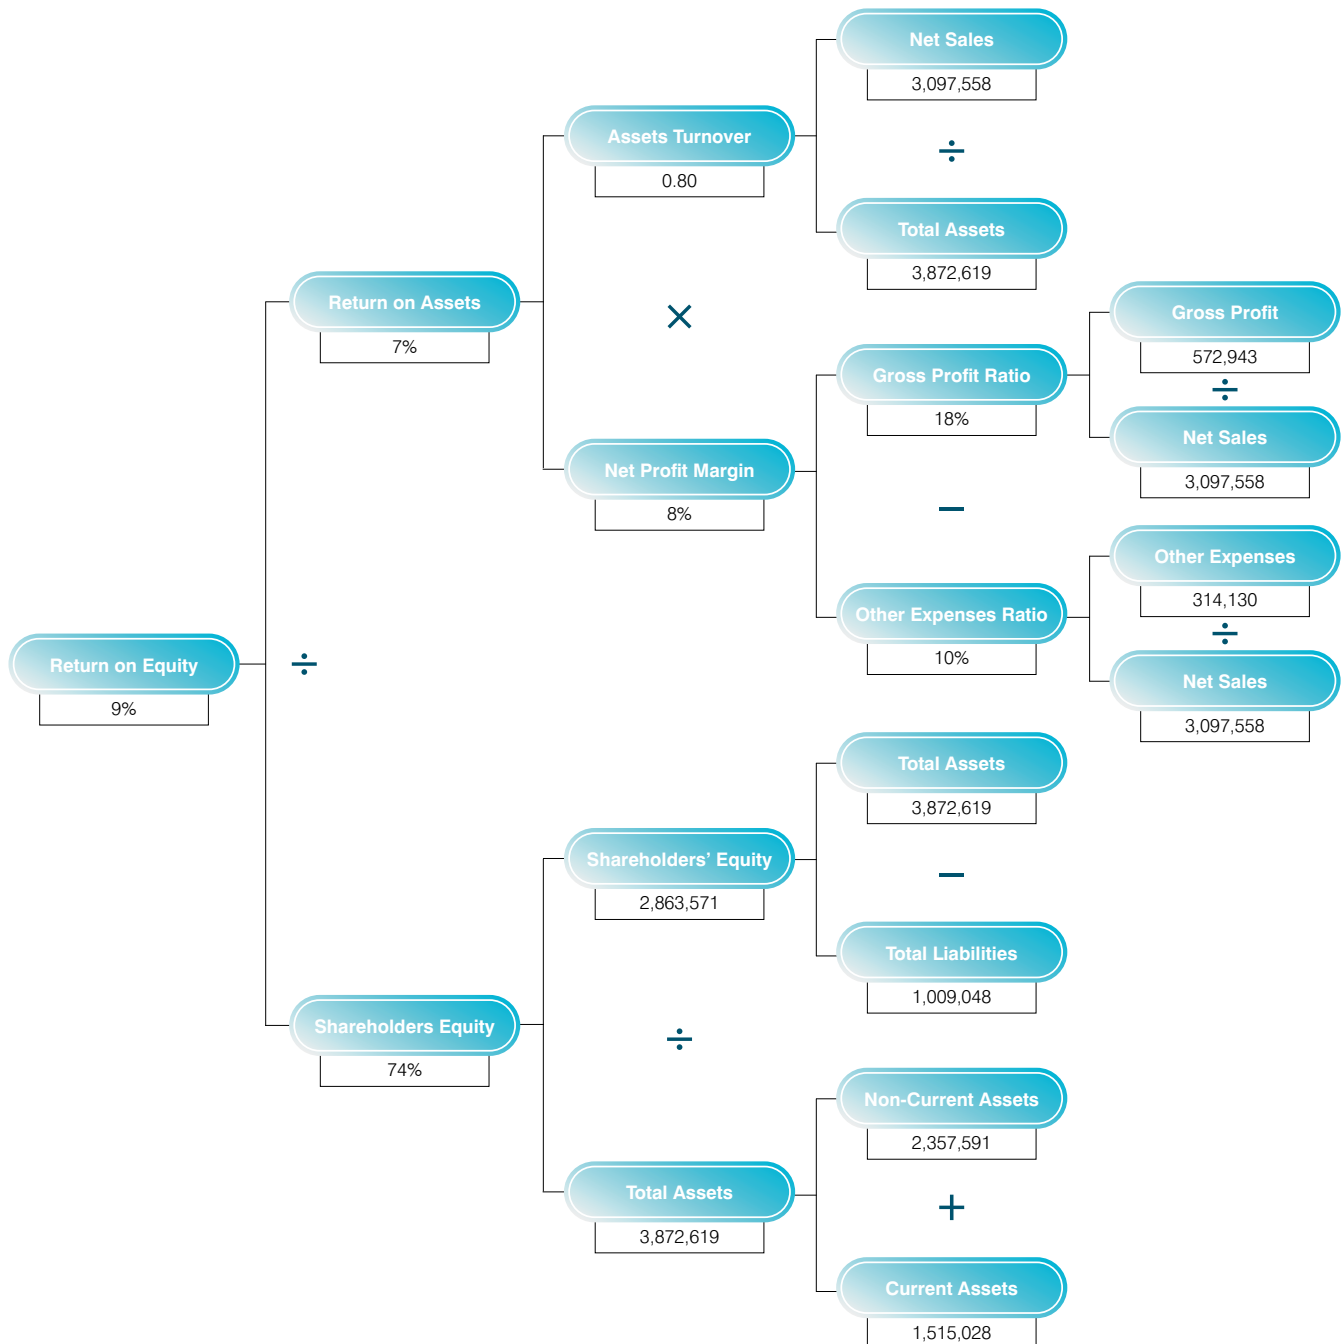 Net Sales
3,097,558
÷
Assets Turnover
0.80
Total Assets
3,872,619
Return on Assets
7%
×
Gross Profit
572,943
÷
Gross Profit Ratio
18%
Net Sales
3,097,558
Net Profit Margin
8%
−
Other Expenses
314,130
÷
Other Expenses Ratio
10%
Net Sales
3,097,558
Return on Equity
9%
÷
Total Assets
3,872,619
−
Shareholders’ Equity
2,863,571
Total Liabilities
1,009,048
Shareholders Equity
74%
÷
Non-Current Assets
2,357,591
+
Total Assets
3,872,619
Current Assets
1,515,028